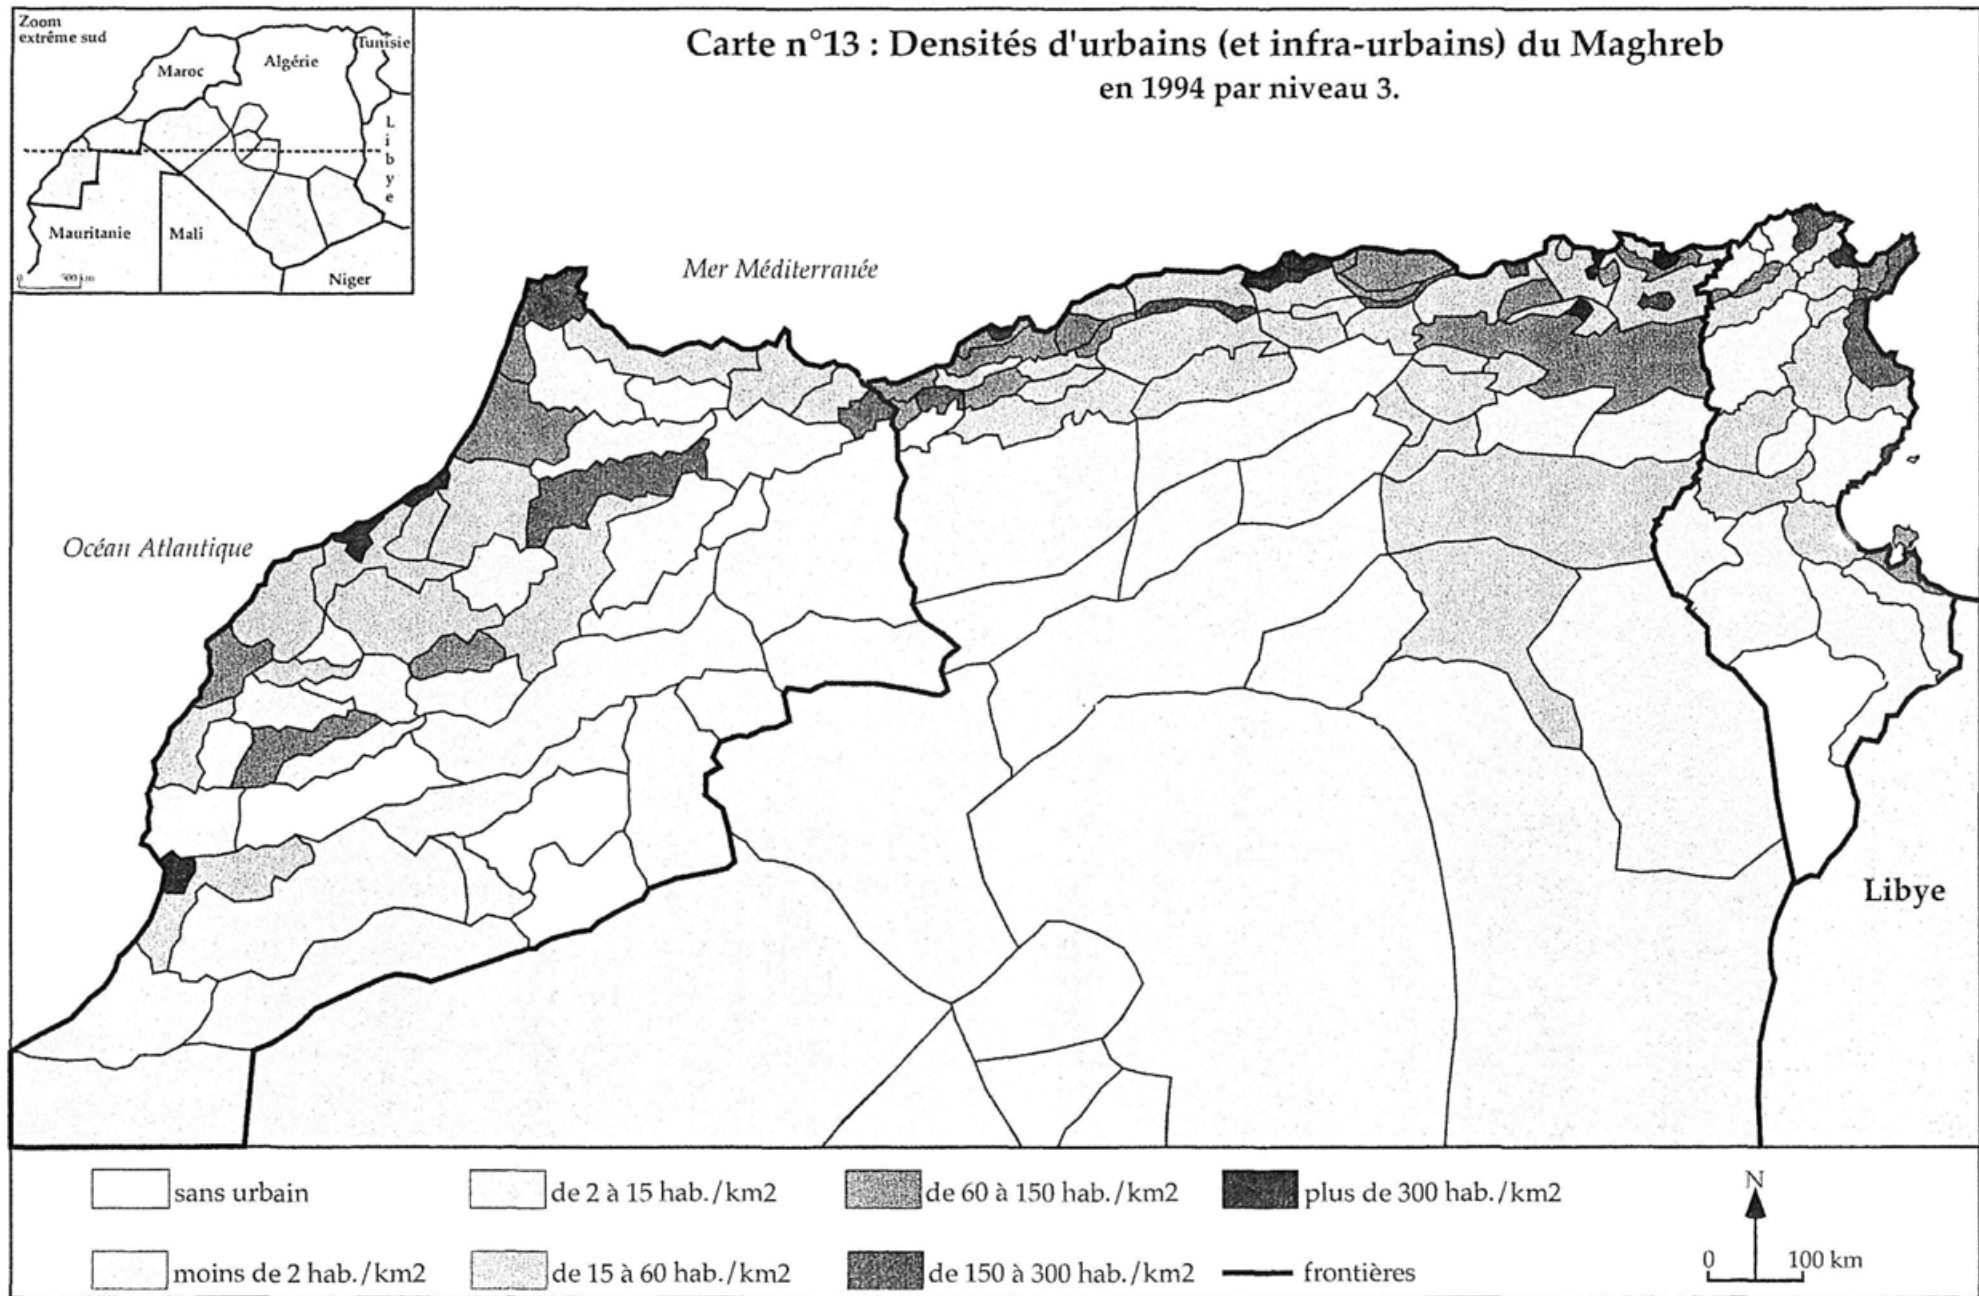 Zoom
extrême sud
Maroc
Algérie
Tunisie
Libye
Mauritanie
Mali
Niger
0 500 km
Carte n°13 : Densités d'urbains (et infra-urbains) du Maghreb
en 1994 par niveau 3.
Mer Méditerranée
Océan Atlantique
Libye
sans urbain
de 2 à 15 hab./km2
de 60 à 150 hab./km2
plus de 300 hab./km2
moins de 2 hab./km2
de 15 à 60 hab./km2
de 150 à 300 hab./km2
frontières
N
0 100 km